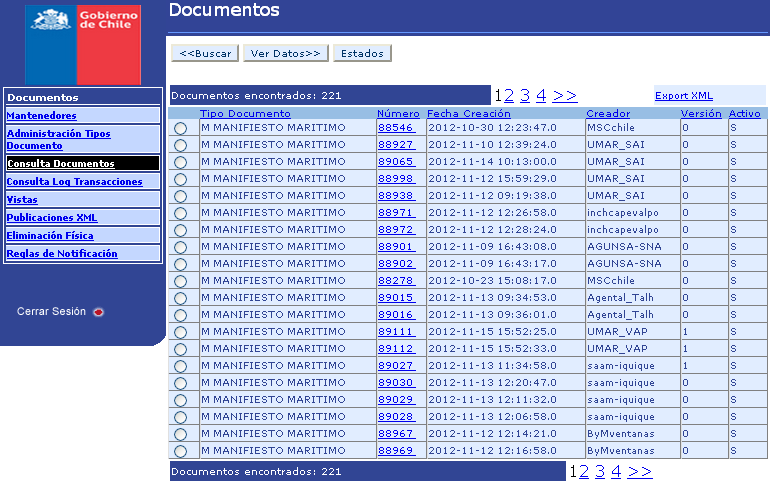 Gobierno
de Chile
Documentos
Mantenedores
Administración Tipos
Documento
Consulta Documentos
Consulta Log Transacciones
Vistas
Publicaciones XML
Eliminación Física
Reglas de Notificación
Cerrar Sesión
Documentos
<<Buscar Ver Datos>> Estados
Documentos encontrados: 221 1 2 3 4 >> Export XML
Tipo Documento Número Fecha Creación Creador Versión Activo
M MANIFIESTO MARITIMO 88546 2012-10-30 12:23:47.0 MSCchile 0 S
M MANIFIESTO MARITIMO 88927 2012-11-10 12:39:24.0 UMAR_SAI 0 S
M MANIFIESTO MARITIMO 89065 2012-11-14 10:13:00.0 UMAR_SAI 0 S
M MANIFIESTO MARITIMO 88998 2012-11-12 15:59:29.0 UMAR_SAI 0 S
M MANIFIESTO MARITIMO 88938 2012-11-12 09:19:38.0 UMAR_SAI 0 S
M MANIFIESTO MARITIMO 88971 2012-11-12 12:26:58.0 inchcapevalpo 0 S
M MANIFIESTO MARITIMO 88972 2012-11-12 12:28:24.0 inchcapevalpo 0 S
M MANIFIESTO MARITIMO 88901 2012-11-09 16:43:08.0 AGUNSA-SNA 0 S
M MANIFIESTO MARITIMO 88902 2012-11-09 16:43:17.0 AGUNSA-SNA 0 S
M MANIFIESTO MARITIMO 88278 2012-10-23 15:08:17.0 MSCchile 0 S
M MANIFIESTO MARITIMO 89015 2012-11-13 09:34:53.0 Agental_Talh 0 S
M MANIFIESTO MARITIMO 89016 2012-11-13 09:36:01.0 Agental_Talh 0 S
M MANIFIESTO MARITIMO 89111 2012-11-15 15:52:25.0 UMAR_VAP 1 S
M MANIFIESTO MARITIMO 89112 2012-11-15 15:52:33.0 UMAR_VAP 1 S
M MANIFIESTO MARITIMO 89027 2012-11-13 11:34:58.0 saam-iquique 1 S
M MANIFIESTO MARITIMO 89030 2012-11-13 12:20:47.0 saam-iquique 0 S
M MANIFIESTO MARITIMO 89029 2012-11-13 12:11:32.0 saam-iquique 0 S
M MANIFIESTO MARITIMO 89028 2012-11-13 12:06:58.0 saam-iquique 0 S
M MANIFIESTO MARITIMO 88967 2012-11-12 12:14:21.0 ByMventanas 0 S
M MANIFIESTO MARITIMO 88969 2012-11-12 12:16:58.0 ByMventanas 0 S
Documentos encontrados: 221 1 2 3 4 >>